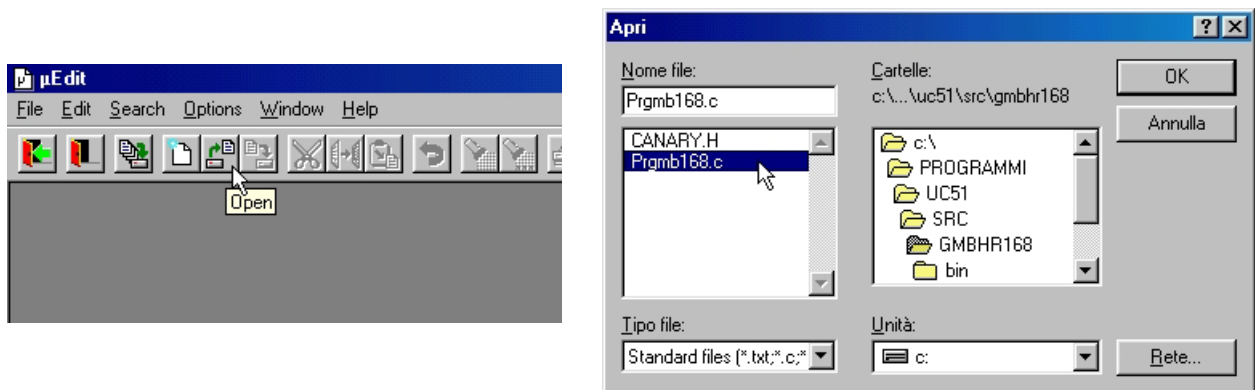 µEdit
File Edit Search Options Window Help
Open
Apri
Nome file:
Prgmb168.c
CANARY.H
Prgmb168.c
Tipo file:
Standard files (*.txt;*.c;*
Cartelle:
c:\...\uc51\src\gmbhr168
c:\
PROGRAMMI
UC51
SRC
GMBHR168
bin
Unità:
c:
OK
Annulla
Rete...